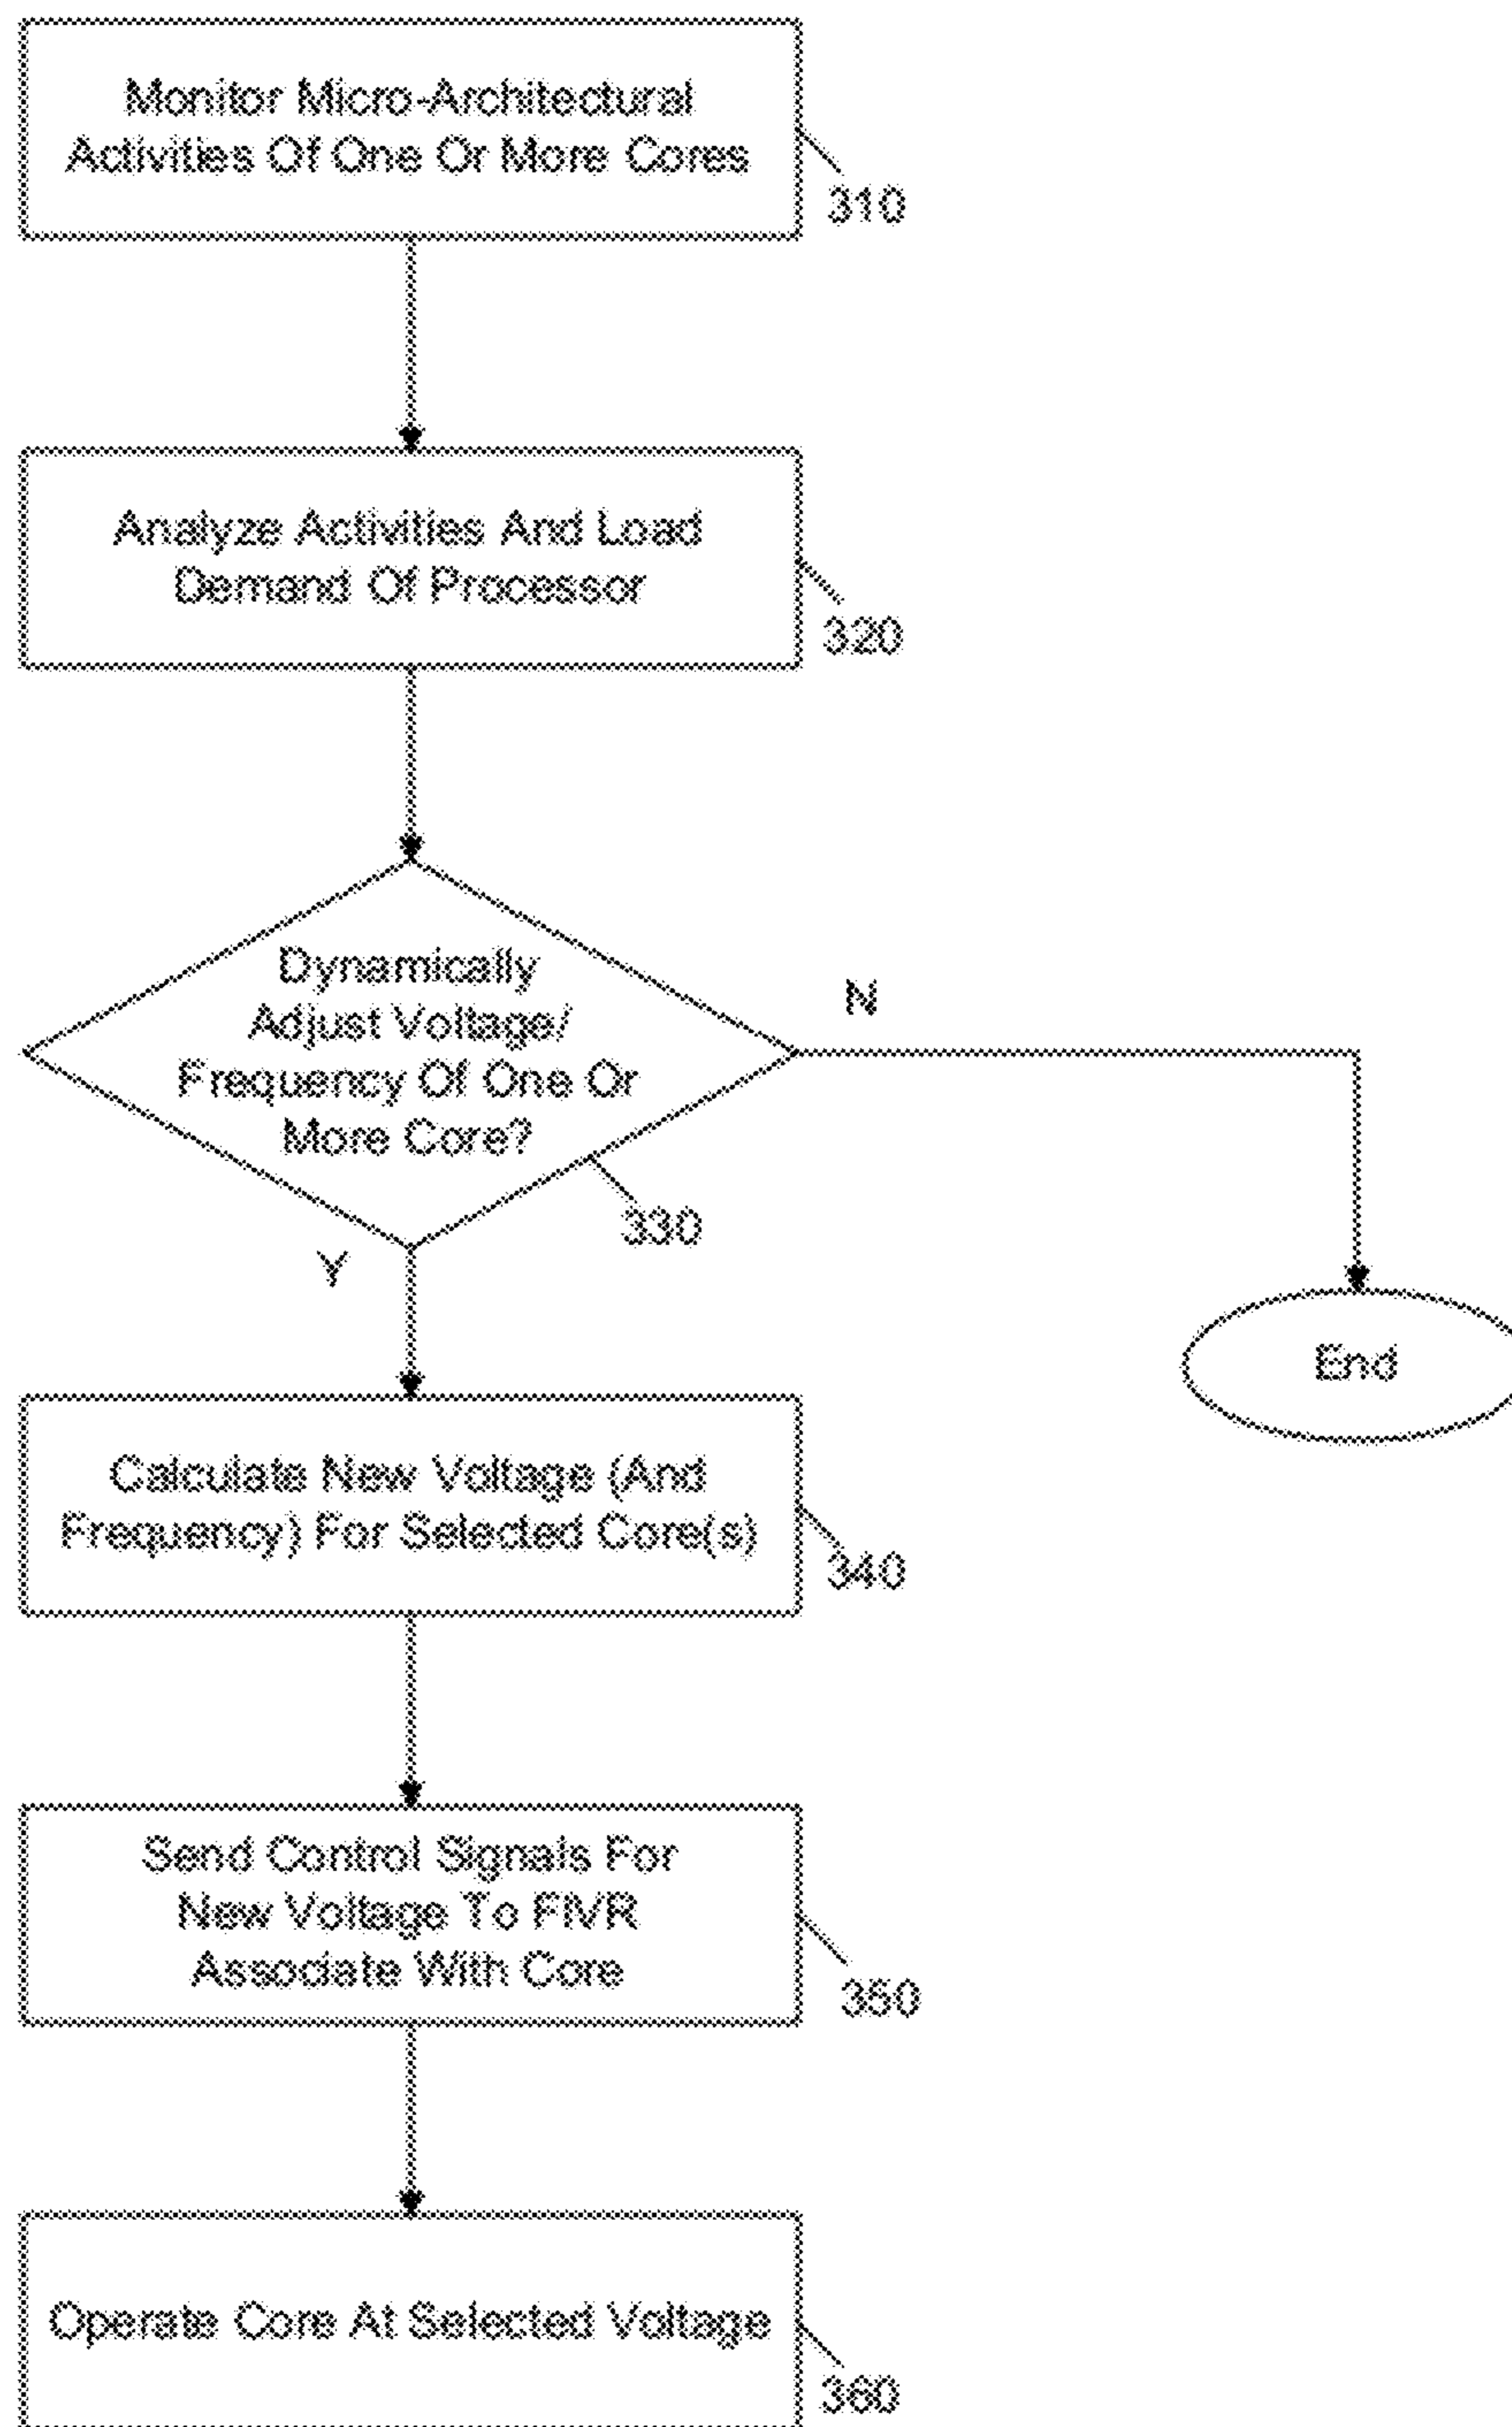 Monitor Micro-Architectural
Activities Of One Or More Cores
310
Analyze Activities And Load
Demand Of Processor
320
Dynamically
Adjust Voltage/
Frequency Of One Or
More Core?
330
N
Y
End
Calculate New Voltage (And
Frequency) For Selected Core(s)
340
Send Control Signals For
New Voltage To FIVR
Associate With Core
350
Operate Core At Selected Voltage
360